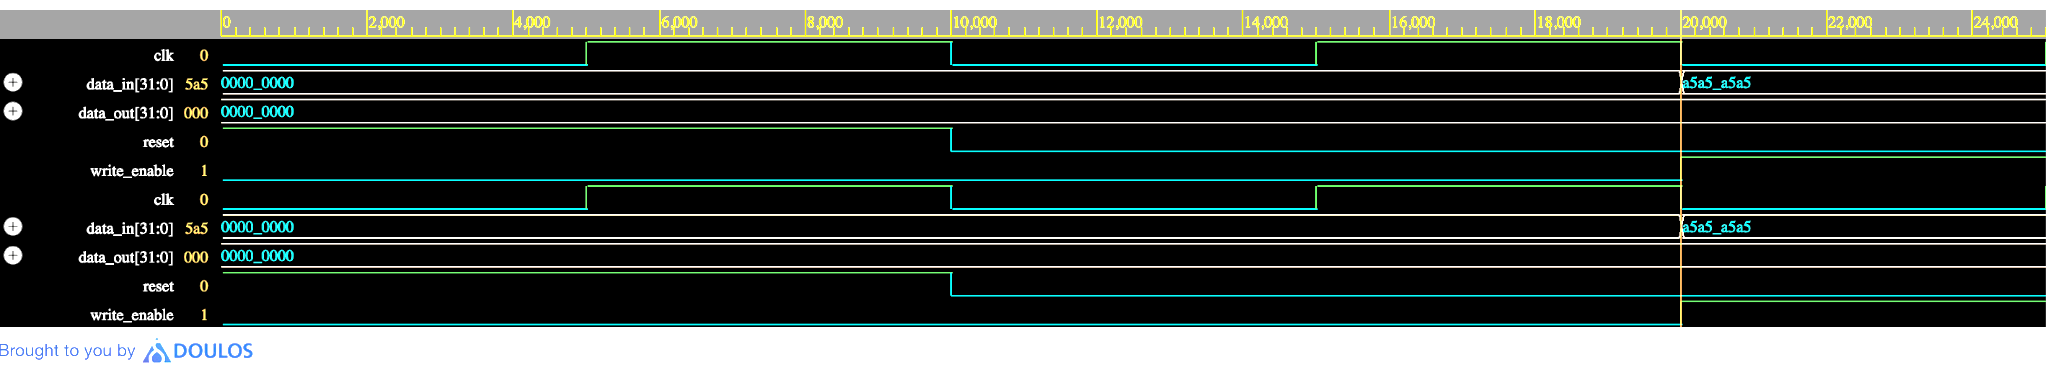 0 2,000 4,000 6,000 8,000 10,000 12,000 14,000 16,000 18,000 20,000 22,000 24,000
clk 0
data_in[31:0] 5a5 0000_0000 a5a5_a5a5
data_out[31:0] 000 0000_0000
reset 0
write_enable 1
clk 0
data_in[31:0] 5a5 0000_0000 a5a5_a5a5
data_out[31:0] 000 0000_0000
reset 0
write_enable 1
Brought to you by DOULOS